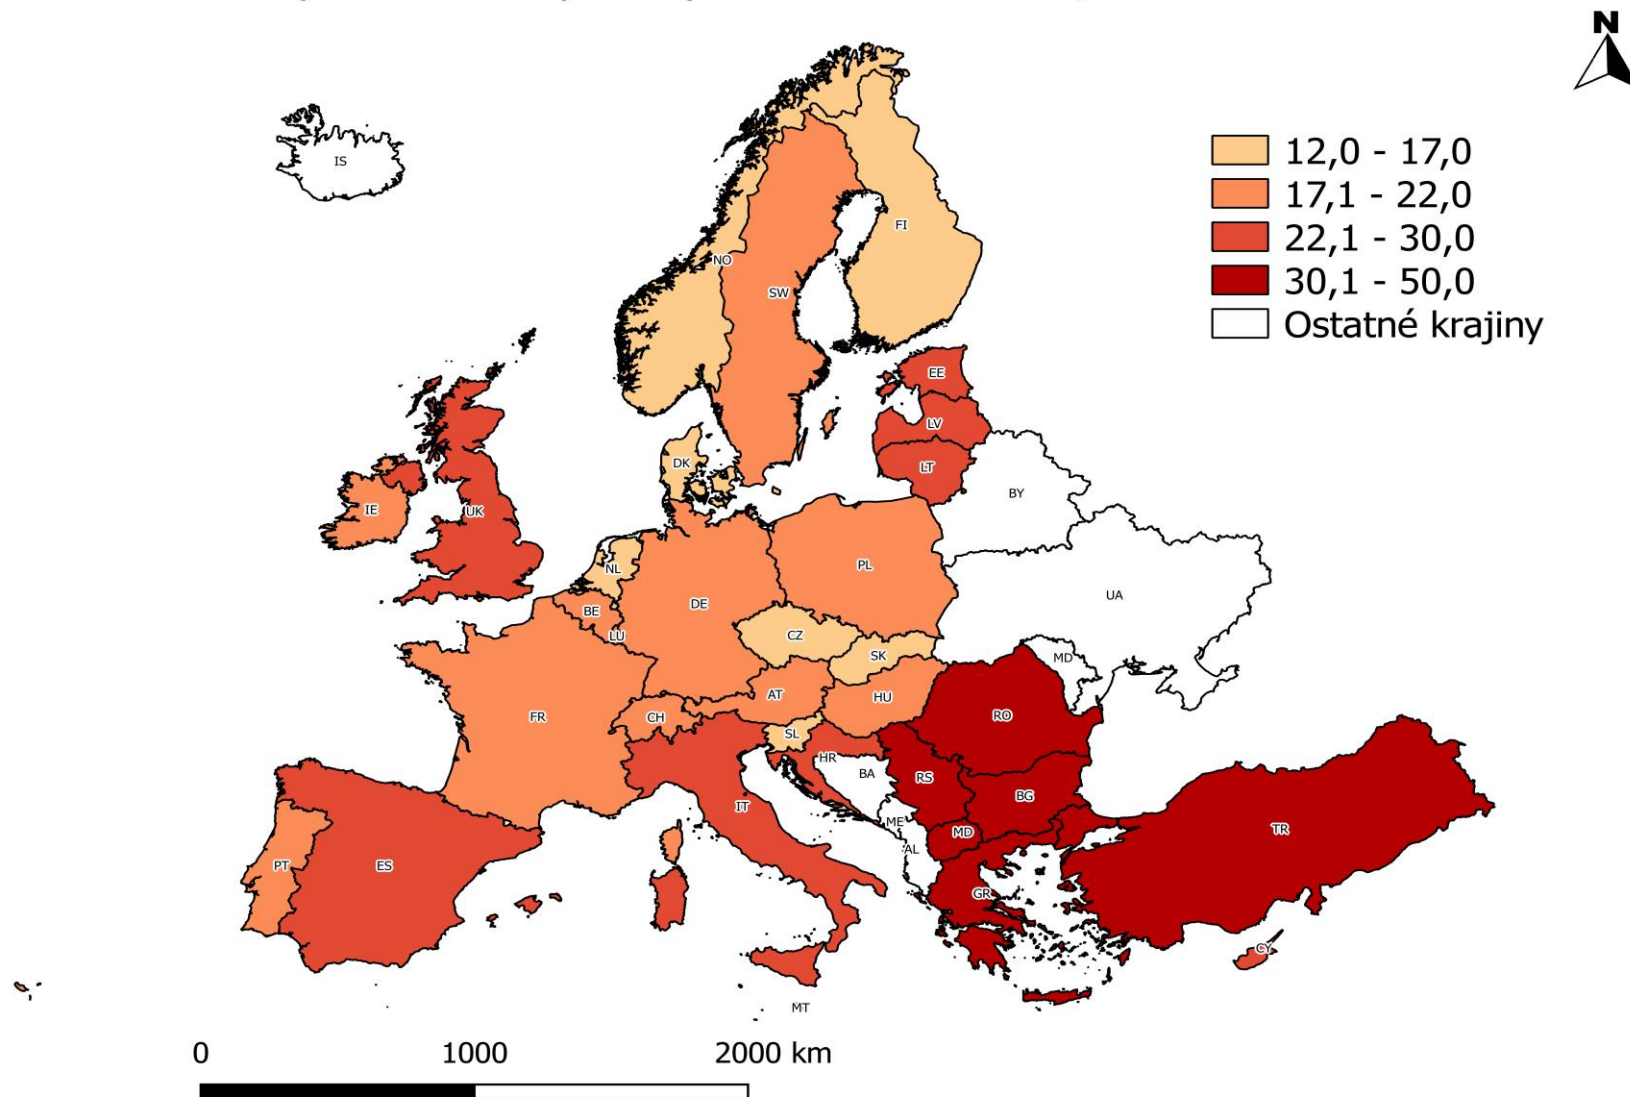 N
IS
12,0 - 17,0
17,1 - 22,0
22,1 - 30,0
30,1 - 50,0
Ostatné krajiny
FI
NO
SW
EE
LV
LT
DK
BY
IE
UK
NL
PL
BE
DE
UA
LU
CZ
SK
MD
AT
HU
FR
CH
RO
SL
HR
BA
RS
BG
IT
ME
MD
TR
AL
PT
ES
GR
CY
MT
0 1000 2000 km